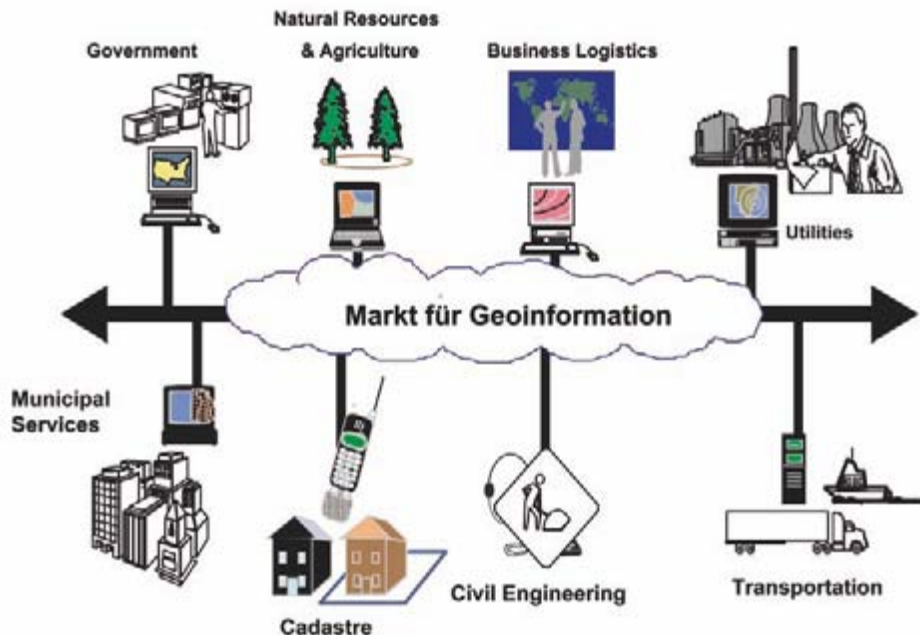 Natural Resources
& Agriculture
Government
Business Logistics
Utilities
Markt für Geoinformation
Municipal
Services
Cadastre
Civil Engineering
Transportation